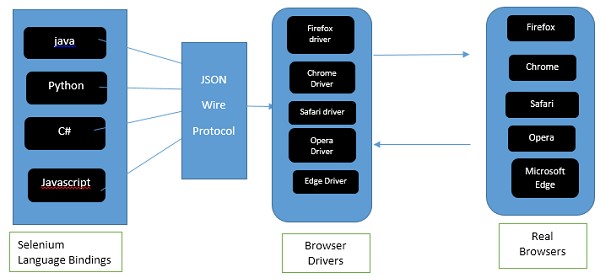 java
Python
C#
Javascript
JSON
Wire
Protocol
Firefox
driver
Chrome
Driver
Safari driver
Opera
Driver
Edge Driver
Firefox
Chrome
Safari
Opera
Microsoft
Edge
Selenium
Language Bindings
Browser
Drivers
Real
Browsers